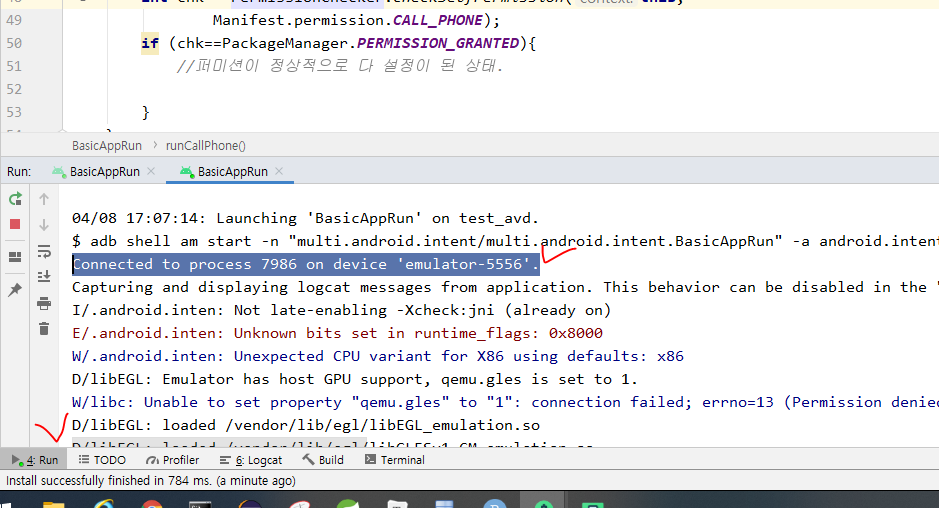 49 Manifest.permission.CALL_PHONE);
50 if (chk==PackageManager.PERMISSION_GRANTED){
51 //퍼미션이 정상적으로 다 설정이 된 상태.
52
53 }
BasicAppRun > runCallPhone()
Run: BasicAppRun × BasicAppRun ×
04/08 17:07:14: Launching 'BasicAppRun' on test_avd.
$ adb shell am start -n "multi.android.intent/multi.android.intent.BasicAppRun" -a android.intent
Connected to process 7986 on device 'emulator-5556'.
Capturing and displaying logcat messages from application. This behavior can be disabled in the "
I/.android.inten: Not late-enabling -Xcheck:jni (already on)
E/.android.inten: Unknown bits set in runtime_flags: 0x8000
W/.android.inten: Unexpected CPU variant for X86 using defaults: x86
D/libEGL: Emulator has host GPU support, qemu.gles is set to 1.
W/libc: Unable to set property "qemu.gles" to "1": connection failed; errno=13 (Permission denied
D/libEGL: loaded /vendor/lib/egl/libEGL_emulation.so
4: Run TODO Profiler 6: Logcat Build Terminal
Install successfully finished in 784 ms. (a minute ago)